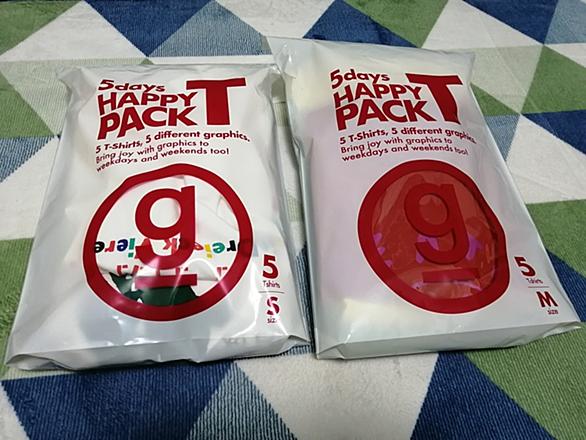 5days
HAPPY T
PACK
5 T-Shirts, 5 different graphics.
Bring joy with graphics to
weekdays and weekends too!
g
Dreieck Viere
5
T-shirts
S
size
5days
HAPPY T
PACK
5 T-Shirts, 5 different graphics.
Bring joy with graphics to
weekdays and weekends too!
g
5
T-shirts
M
size